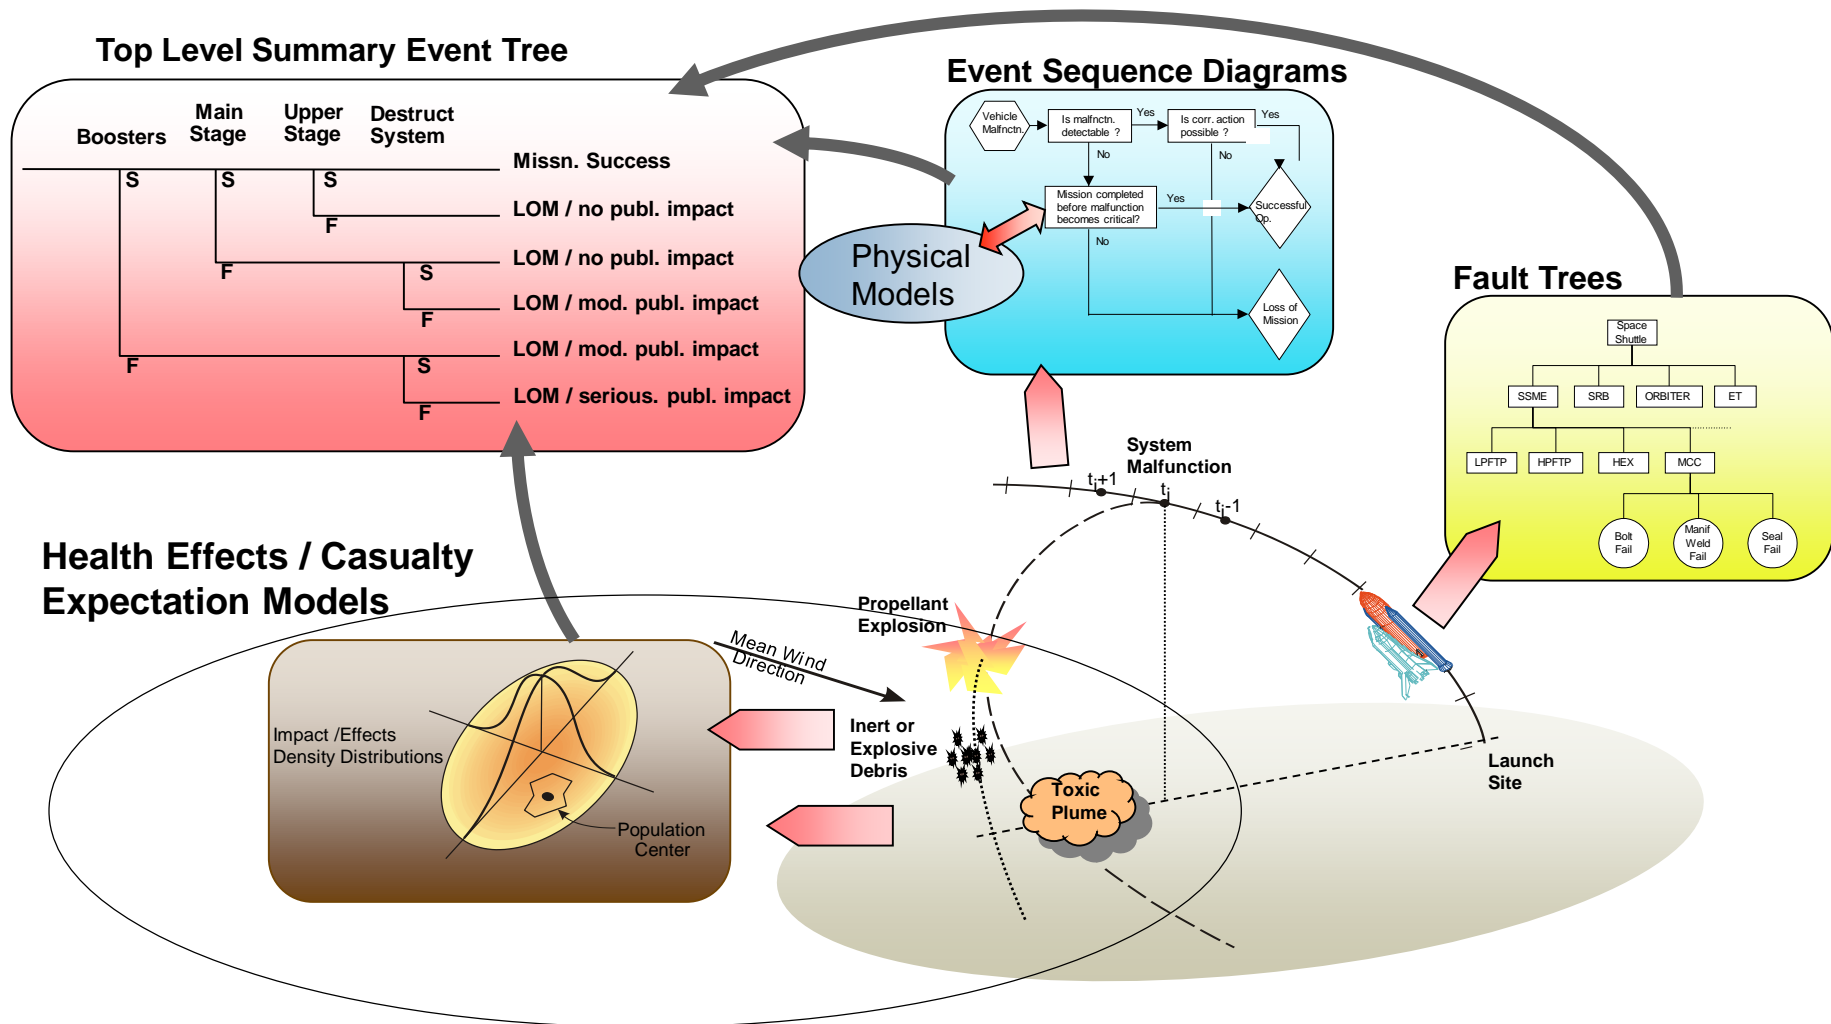 Top Level Summary Event Tree
Boosters
Main
Stage
Upper
Stage
Destruct
System
S
S
S
Missn. Success
F
LOM / no publ. impact
F
S
LOM / no publ. impact
F
LOM / mod. publ. impact
F
S
LOM / mod. publ. impact
F
LOM / serious. publ. impact
Event Sequence Diagrams
Vehicle
Malfnctn.
Is malfnctn.
detectable ?
Yes
Is corr. action
possible ?
Yes
No
No
Mission completed
before malfunction
becomes critical?
Yes
Successful
Op.
No
Loss of
Mission
Physical
Models
Fault Trees
Space
Shuttle
SSME
SRB
ORBITER
ET
LPFTP
HPFTP
HEX
MCC
Bolt
Fail
Manif
Weld
Fail
Seal
Fail
System
Malfunction
ti+1
ti
ti-1
Health Effects / Casualty
Expectation Models
Propellant
Explosion
Mean Wind
Direction
Impact /Effects
Density Distributions
Population
Center
Inert or
Explosive
Debris
Toxic
Plume
Launch
Site